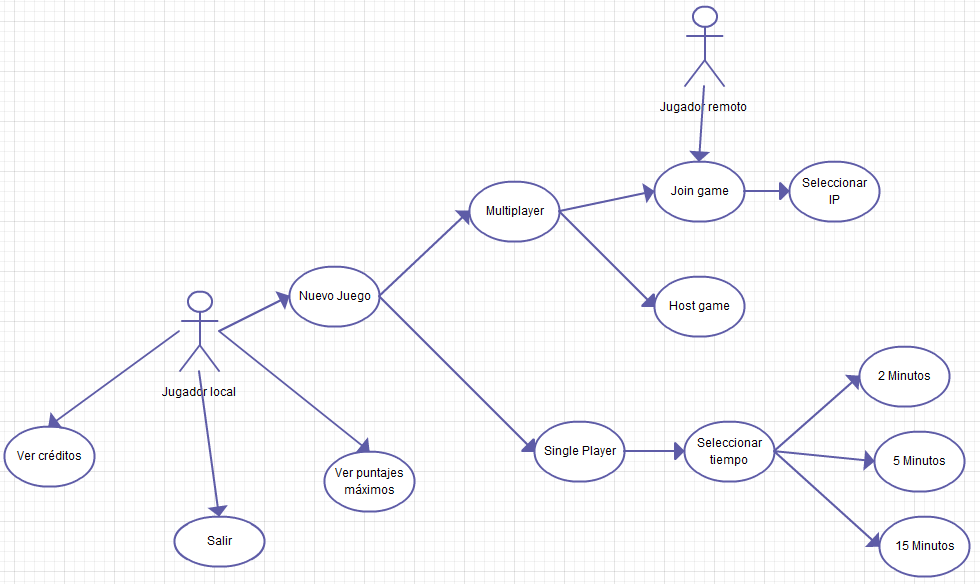 Jugador remoto
Join game
Seleccionar
IP
Multiplayer
Nuevo Juego
Host game
Jugador local
2 Minutos
Ver créditos
Single Player
Seleccionar
tiempo
5 Minutos
Ver puntajes
máximos
Salir
15 Minutos